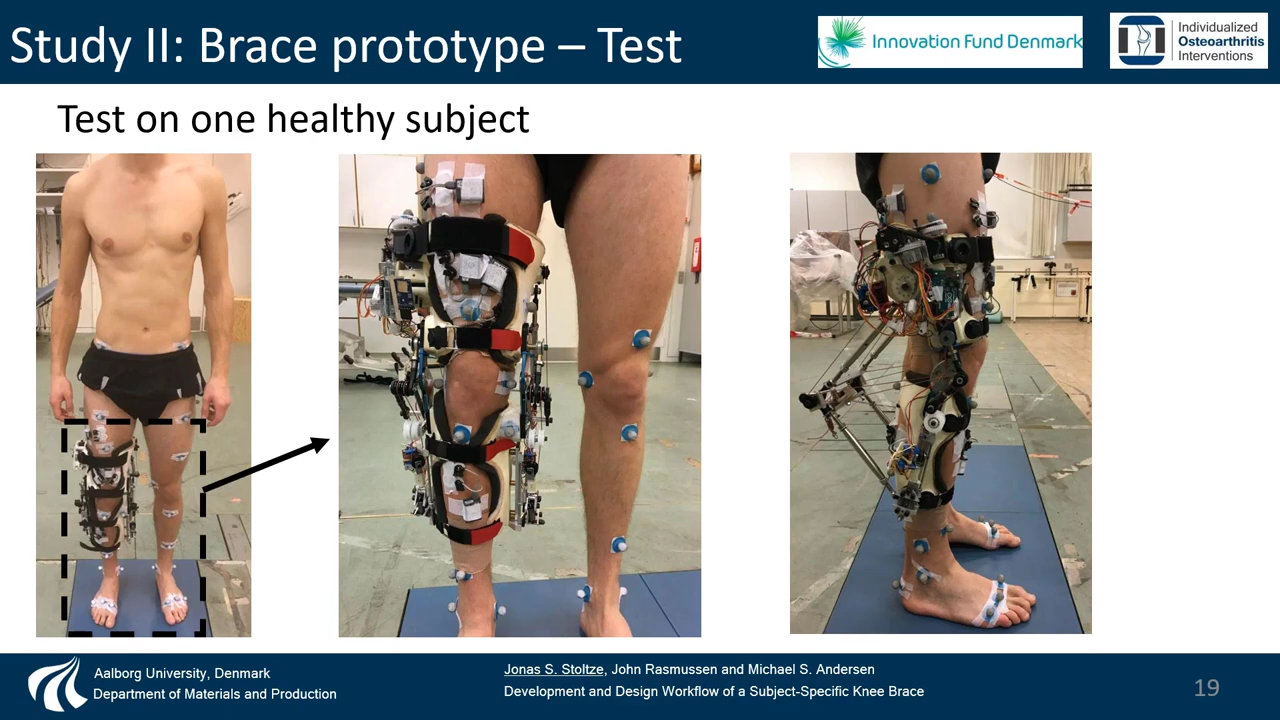 Study II: Brace prototype – Test
Innovation Fund Denmark
Individualized
Osteoarthritis
Interventions
Test on one healthy subject
Aalborg University, Denmark
Department of Materials and Production
Jonas S. Stoltze, John Rasmussen and Michael S. Andersen
Development and Design Workflow of a Subject-Specific Knee Brace
19